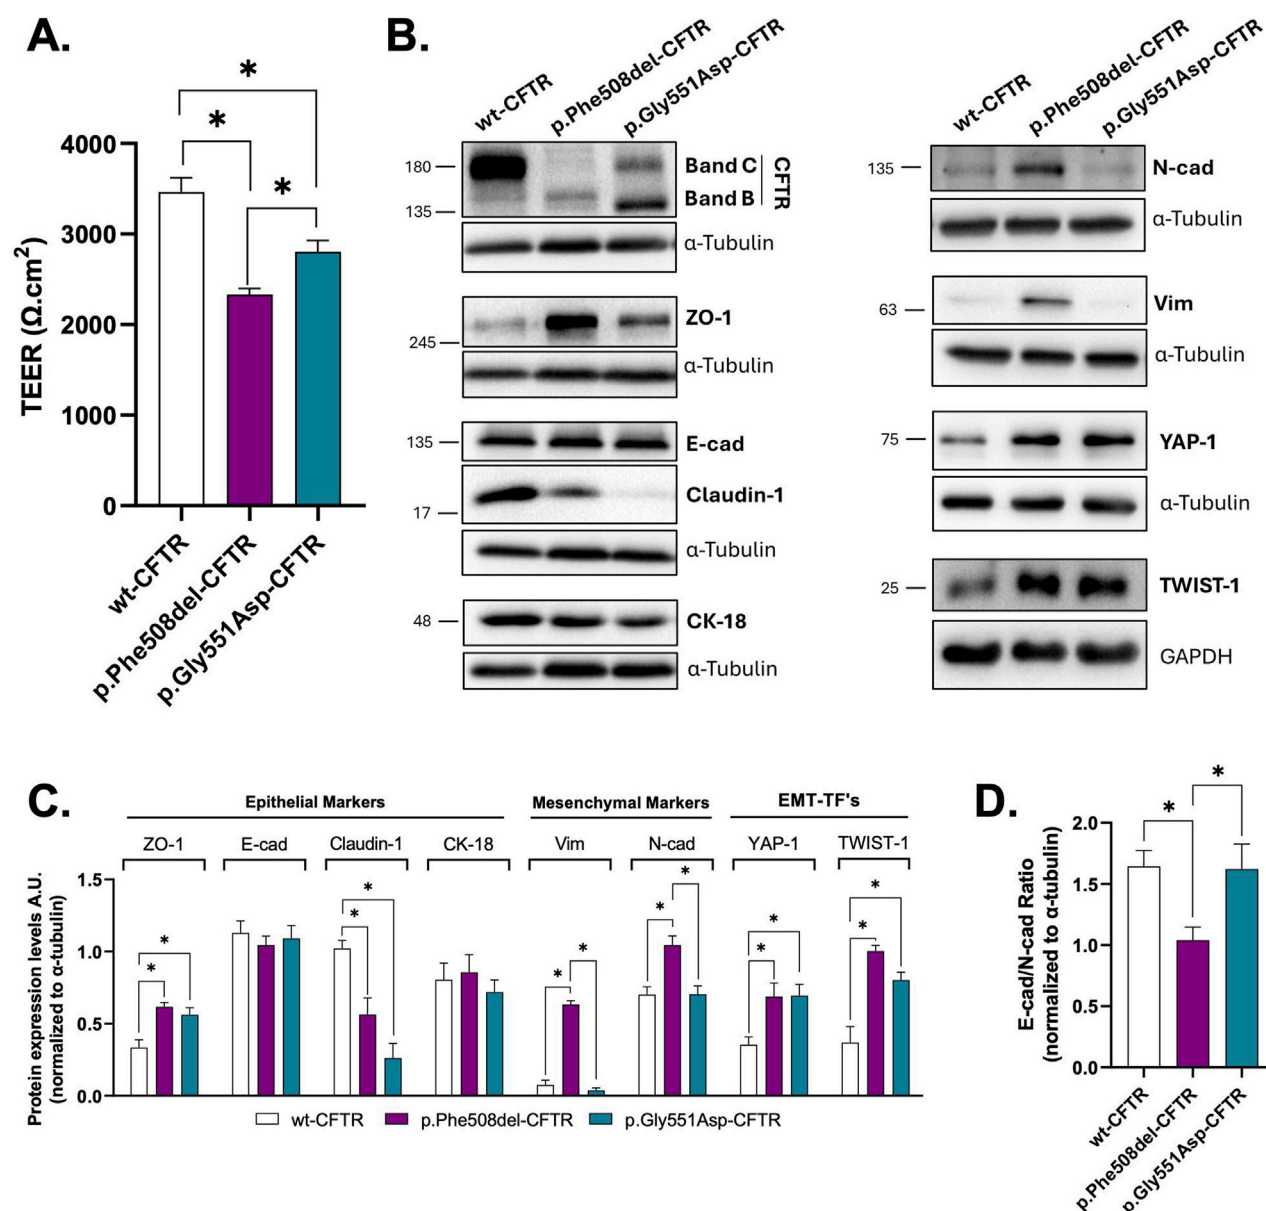 A.
*
*
*
4000
3000
2000
1000
0
TEER (Ω.cm²)
wt-CFTR
p.Phe508del-CFTR
p.Gly551Asp-CFTR
B.
wt-CFTR
p.Phe508del-CFTR
p.Gly551Asp-CFTR
180
135
Band C
Band B
CFTR
α-Tubulin
245
ZO-1
α-Tubulin
135
E-cad
17
Claudin-1
α-Tubulin
48
CK-18
α-Tubulin
wt-CFTR
p.Phe508del-CFTR
p.Gly551Asp-CFTR
135
N-cad
α-Tubulin
63
Vim
α-Tubulin
75
YAP-1
α-Tubulin
25
TWIST-1
GAPDH
C.
Epithelial Markers
Mesenchymal Markers
EMT-TF's
ZO-1
E-cad
Claudin-1
CK-18
Vim
N-cad
YAP-1
TWIST-1
Protein expression levels A.U.
(normalized to α-tubulin)
1.5
1.0
0.5
0.0
*
*
*
*
*
*
*
*
*
*
*
*
wt-CFTR
p.Phe508del-CFTR
p.Gly551Asp-CFTR
D.
*
*
E-cad/N-cad Ratio
(normalized to α-tubulin)
2.0
1.5
1.0
0.5
0.0
wt-CFTR
p.Phe508del-CFTR
p.Gly551Asp-CFTR